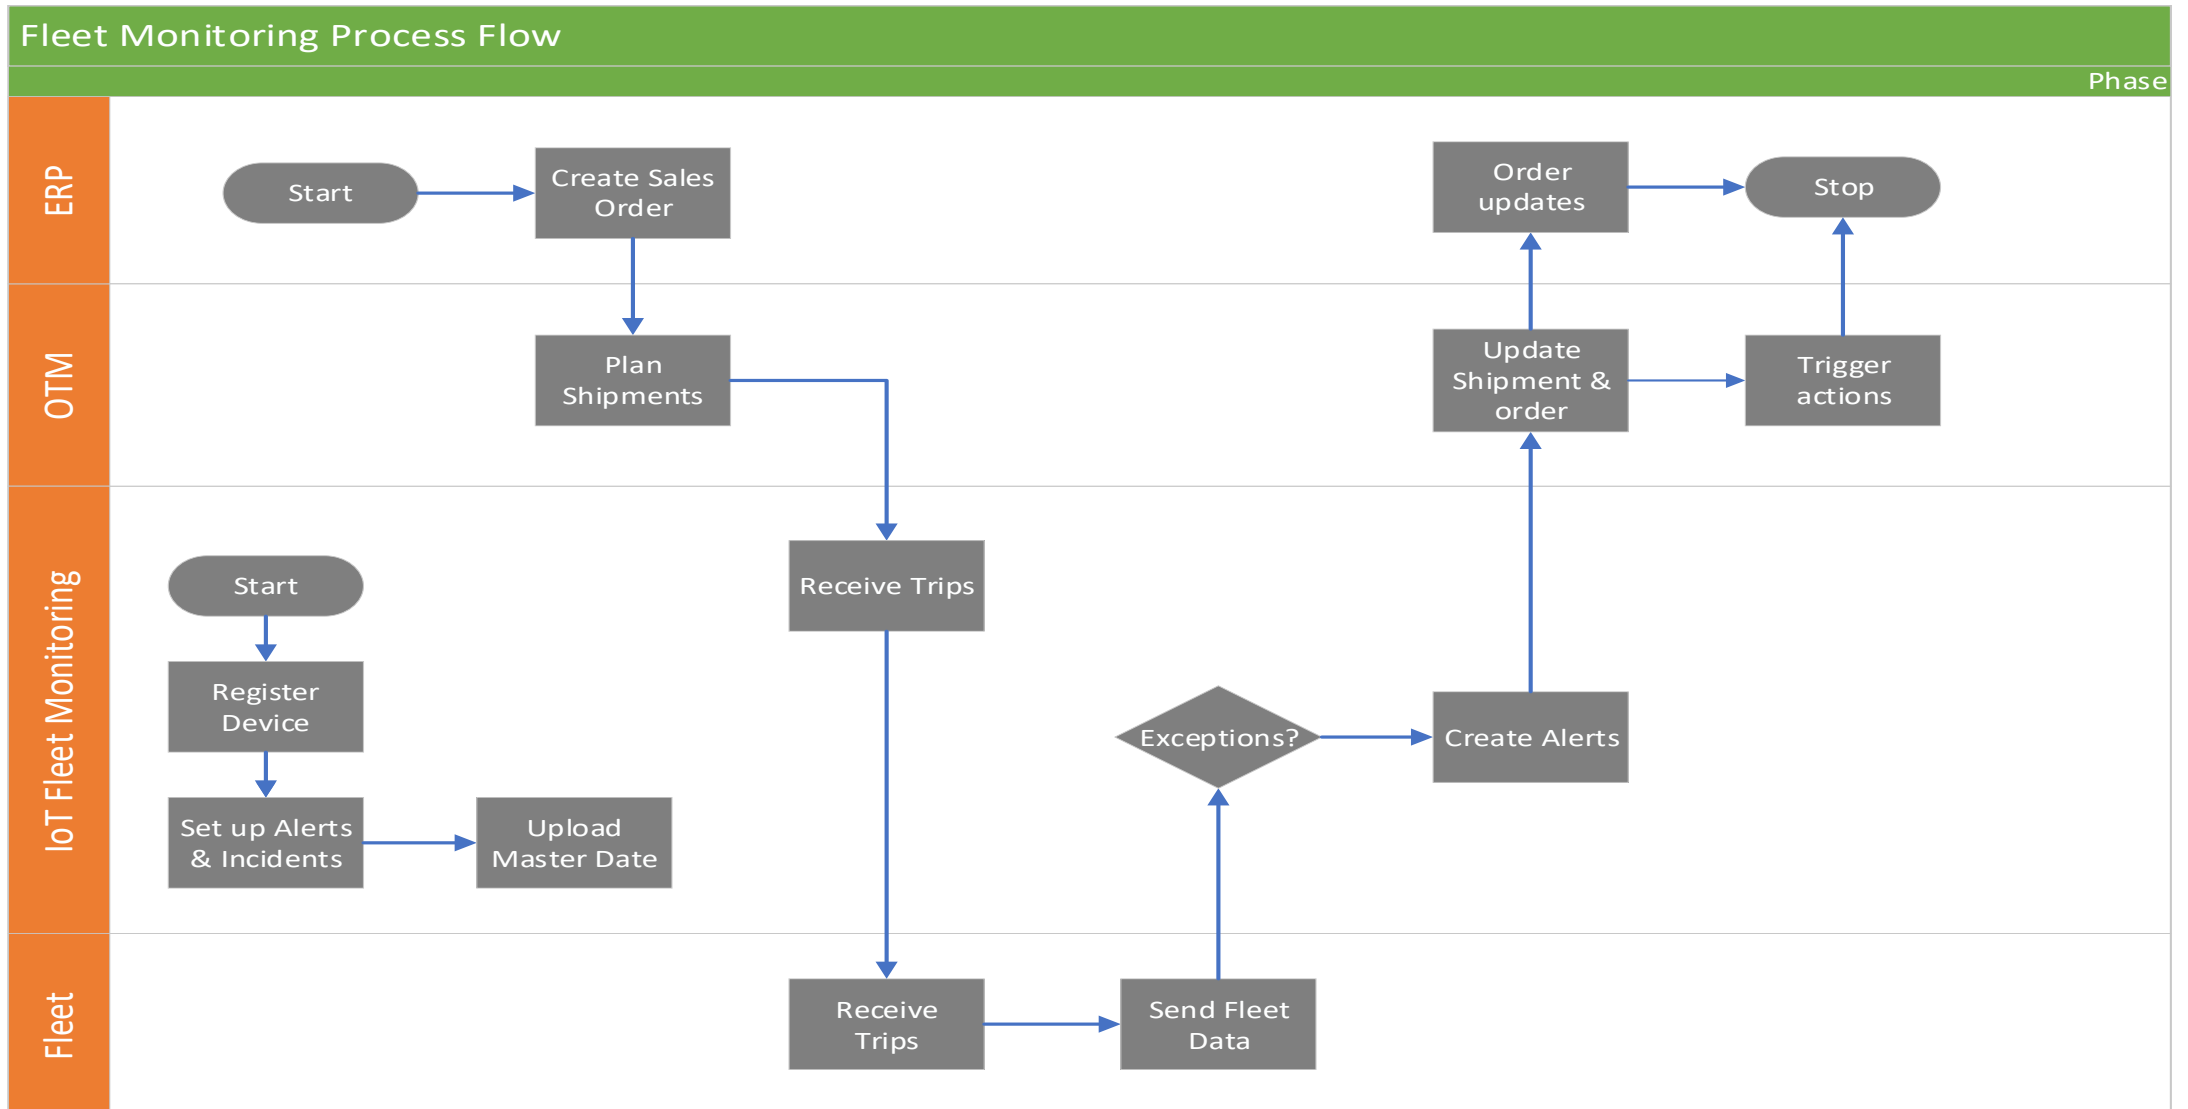 Fleet Monitoring Process Flow
Phase
ERP
Start
Create Sales
Order
Order
updates
Stop
OTM
Plan
Shipments
Update
Shipment &
order
Trigger
actions
IoT Fleet Monitoring
Start
Register
Device
Set up Alerts
& Incidents
Upload
Master Date
Receive Trips
Exceptions?
Create Alerts
Fleet
Receive
Trips
Send Fleet
Data